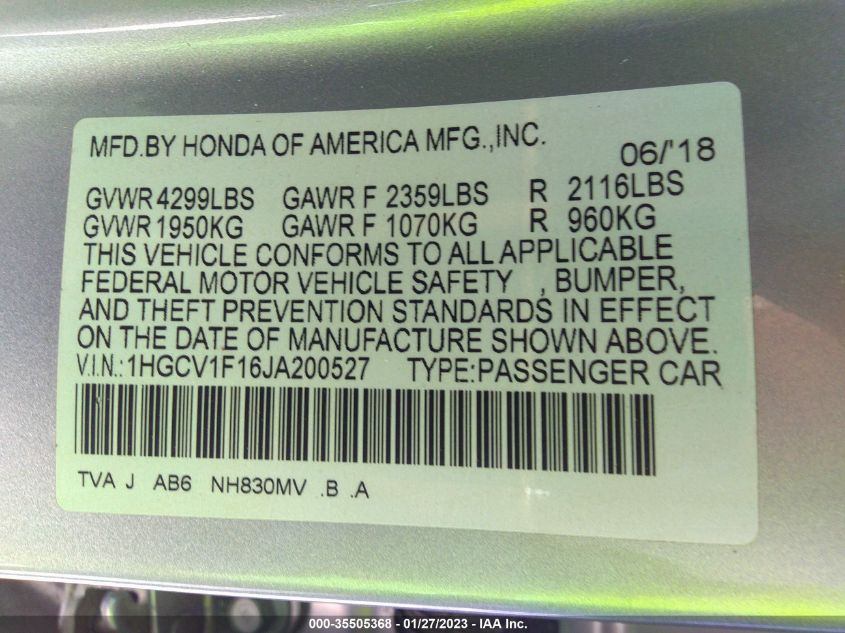 MFD.BY HONDA OF AMERICA MFG.,INC. 06/'18
GVWR 4299LBS GAWR F 2359LBS R 2116LBS
GVWR 1950KG GAWR F 1070KG R 960KG
THIS VEHICLE CONFORMS TO ALL APPLICABLE
FEDERAL MOTOR VEHICLE SAFETY , BUMPER,
AND THEFT PREVENTION STANDARDS IN EFFECT
ON THE DATE OF MANUFACTURE SHOWN ABOVE.
V.I.N.:1HGCV1F16JA200527 TYPE:PASSENGER CAR
TVA J AB6 NH830MV .B .A
000-35505368 - 01/27/2023 - IAA Inc.